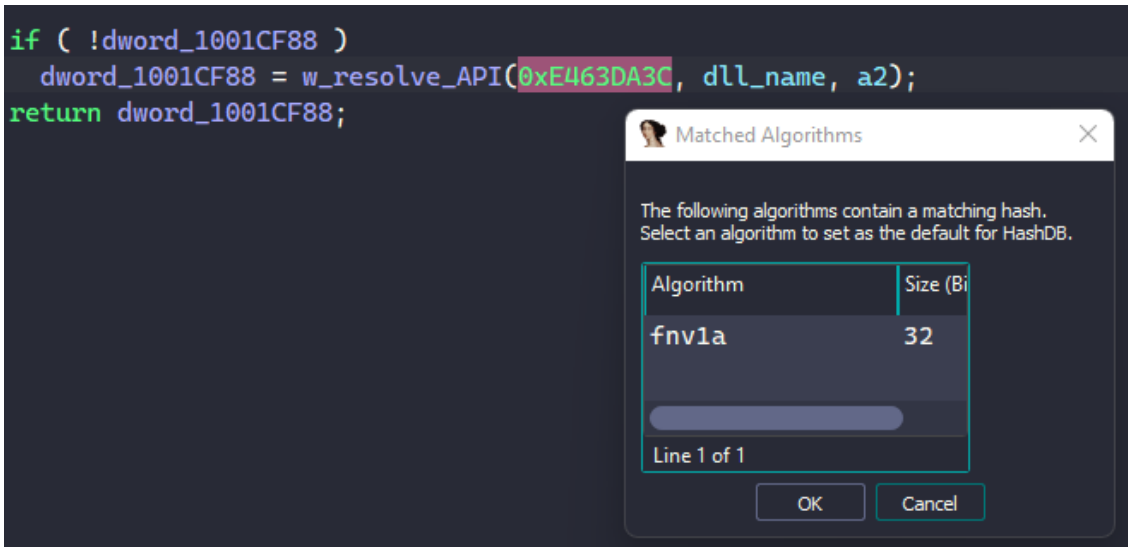 if ( !dword_1001CF88 )
dword_1001CF88 = w_resolve_API(0xE463DA3C, dll_name, a2);
return dword_1001CF88;
Matched Algorithms
The following algorithms contain a matching hash.
Select an algorithm to set as the default for HashDB.
Algorithm Size (Bi
fnv1a 32
Line 1 of 1
OK Cancel